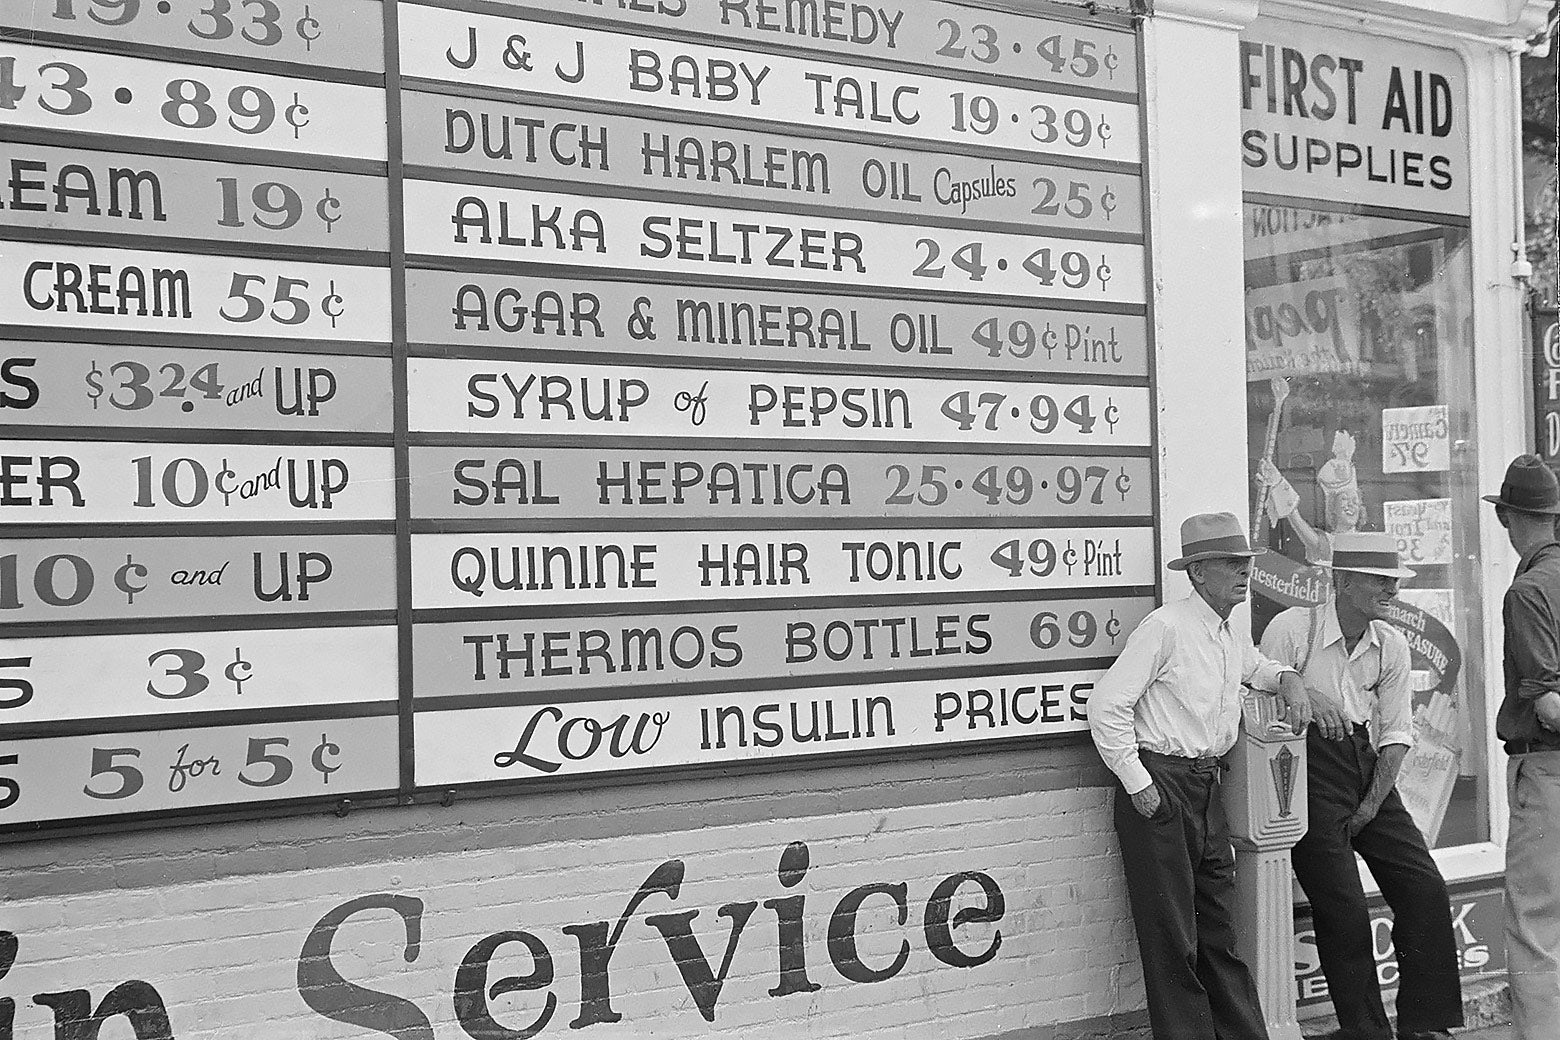 19 · 33¢
43 · 89¢
19¢
CREAM 55¢
$3.24 and UP
10¢ and UP
10¢ and UP
3¢
5 for 5¢
REMEDY 23 · 45¢
J & J BABY TALC 19 · 39¢
DUTCH HARLEM OIL Capsules 25¢
ALKA SELTZER 24 · 49¢
AGAR & MINERAL OIL 49¢ Pint
SYRUP of PEPSIN 47 · 94¢
SAL HEPATICA 25 · 49 · 97¢
QUININE HAIR TONIC 49¢ Pint
THERMOS BOTTLES 69¢
Low INSULIN PRICES
in Service
FIRST AID
SUPPLIES